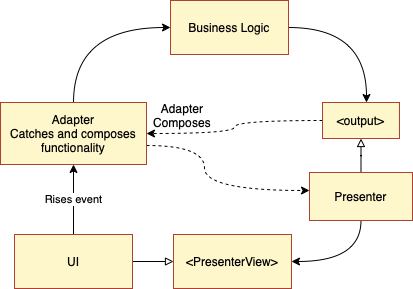 Business Logic
Adapter
Catches and composes
functionality
Adapter
Composes
<output>
Rises event
Presenter
UI
<PresenterView>